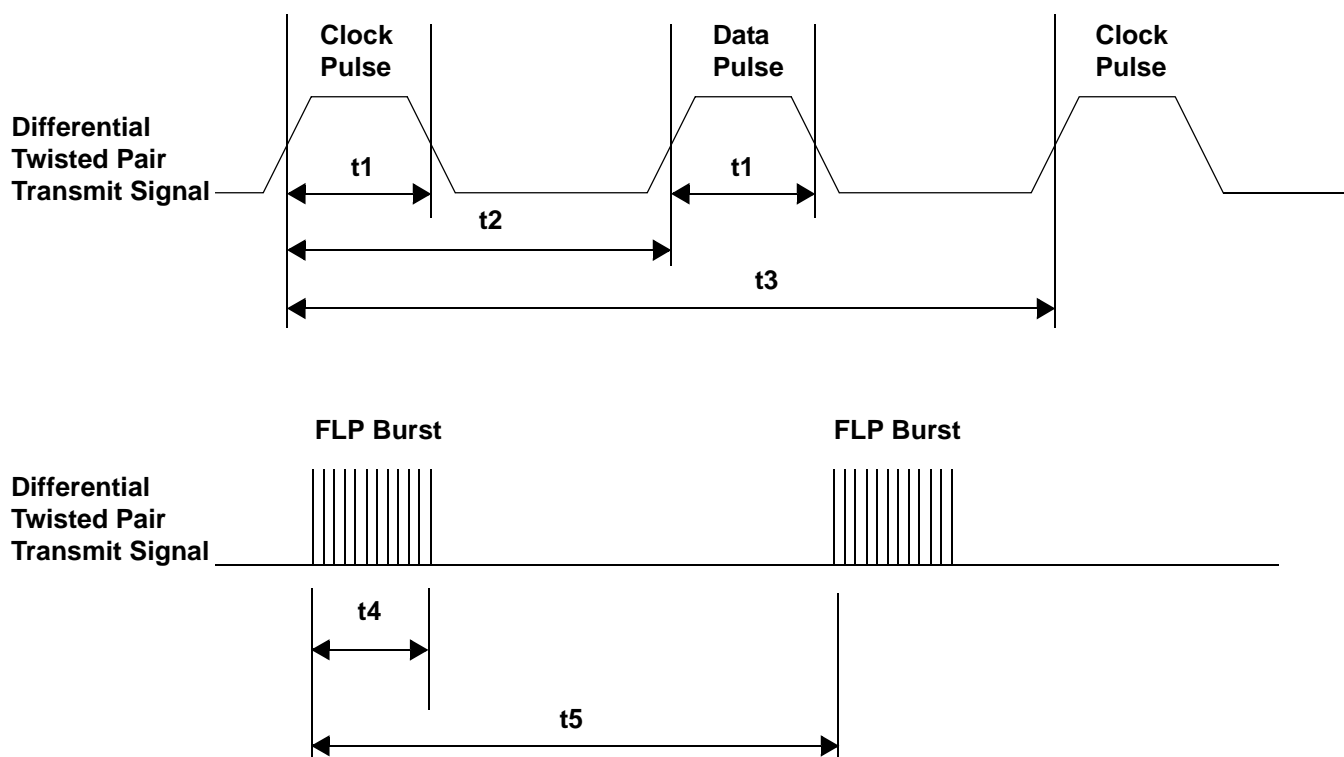 Clock
Pulse
Data
Pulse
Clock
Pulse
Differential
Twisted Pair
Transmit Signal
t1
t1
t2
t3
FLP Burst
FLP Burst
Differential
Twisted Pair
Transmit Signal
t4
t5